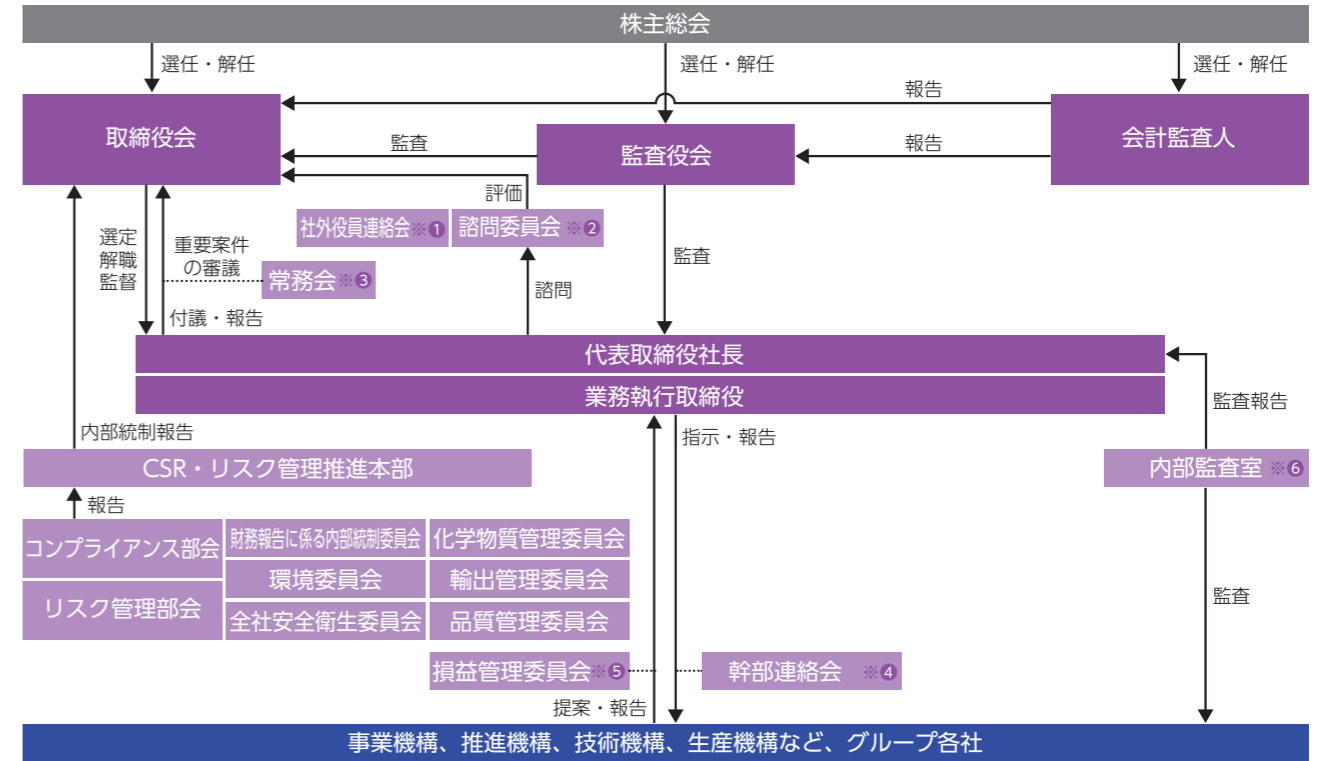 株主総会
選任・解任
選任・解任
選任・解任
報告
取締役会
監査
監査役会
報告
会計監査人
評価
社外役員連絡会※❶
諮問委員会※❷
選定
解職
監督
重要案件
の審議
常務会※❸
監査
諮問
付議・報告
代表取締役社長
業務執行取締役
監査報告
内部統制報告
指示・報告
CSR・リスク管理推進本部
内部監査室※❻
報告
コンプライアンス部会
財務報告に係る内部統制委員会
化学物質管理委員会
環境委員会
輸出管理委員会
リスク管理部会
全社安全衛生委員会
品質管理委員会
監査
損益管理委員会※❺
幹部連絡会 ※❹
提案・報告
事業機構、推進機構、技術機構、生産機構など、グループ各社